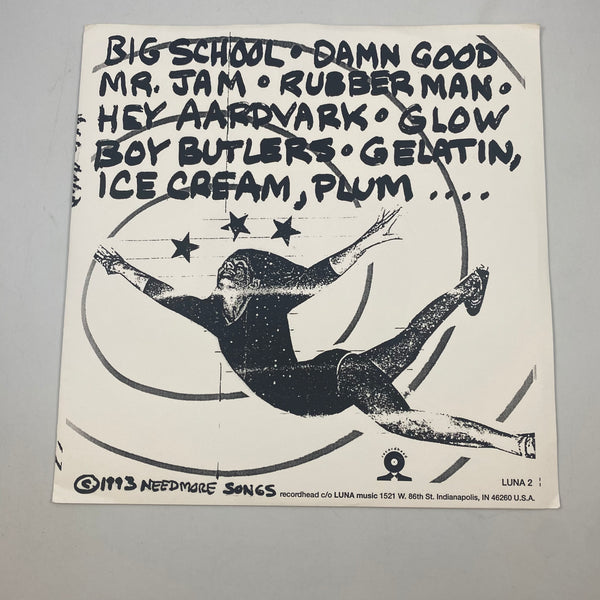 BIG SCHOOL • DAMN GOOD
MR. JAM • RUBBER MAN •
HEY AARDVARK • GLOW
BOY BUTLERS • GELATIN,
ICE CREAM, PLUM ....
©1993 NEEDMORE SONGS
recordhead c/o LUNA music 1521 W. 86th St. Indianapolis, IN 46260 U.S.A.
LUNA 2